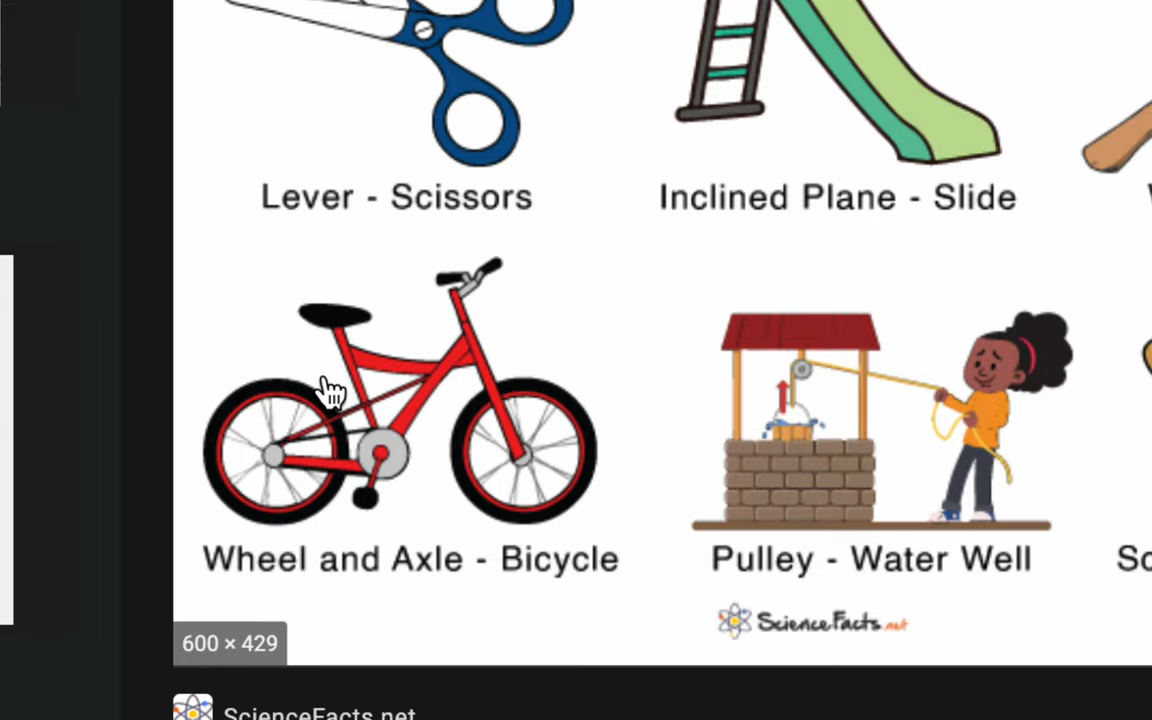 Lever - Scissors
Inclined Plane - Slide
Wheel and Axle - Bicycle
Pulley - Water Well
ScienceFacts.net
600 × 429
ScienceFacts.net